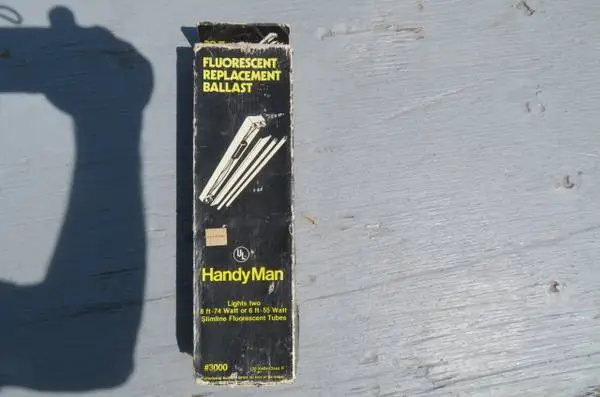 FLUORESCENT
REPLACEMENT
BALLAST
UL
HandyMan
Lights two
8 ft-74 Watt or 6 ft-55 Watt
Slimline Fluorescent Tubes
#3000